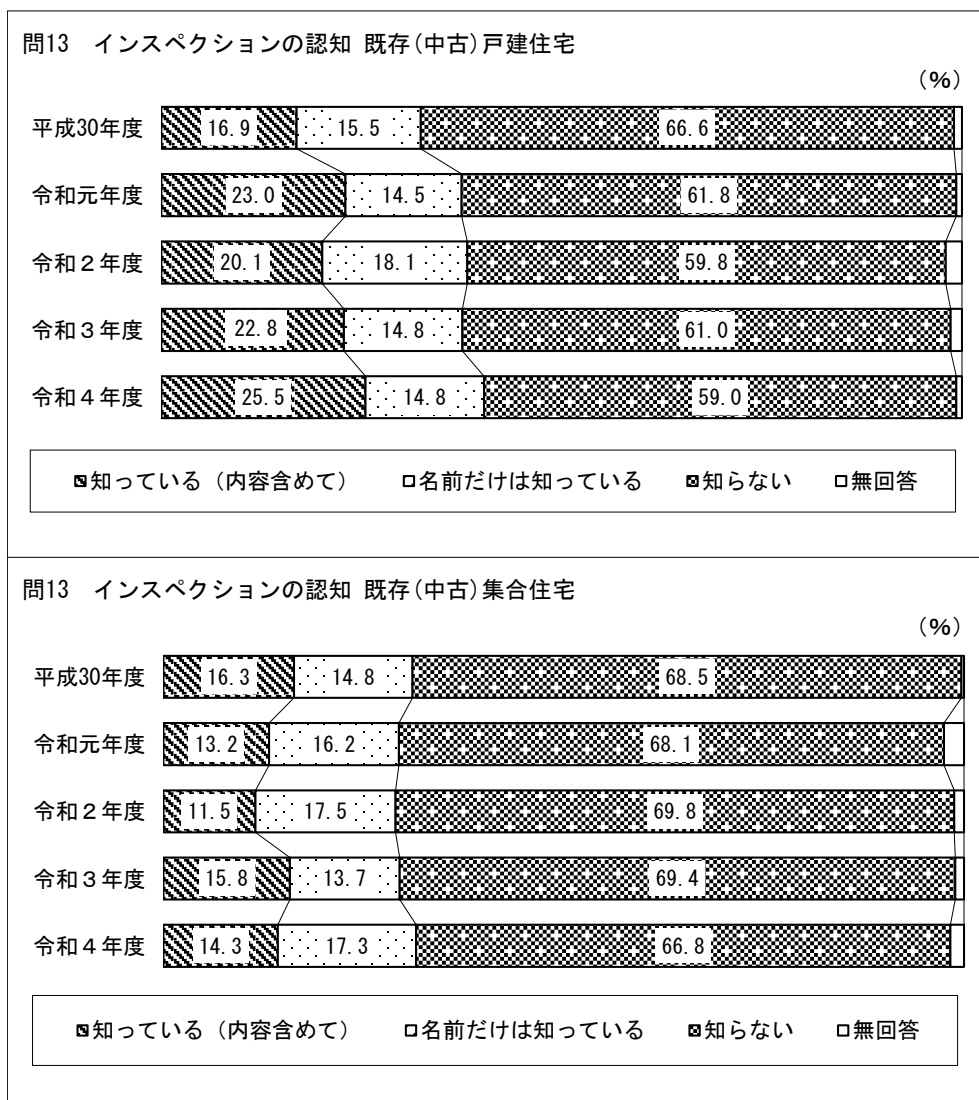 問13　インスペクションの認知 既存(中古)戸建住宅
(%)
平成30年度 16.9 15.5 66.6
令和元年度 23.0 14.5 61.8
令和２年度 20.1 18.1 59.8
令和３年度 22.8 14.8 61.0
令和４年度 25.5 14.8 59.0
知っている（内容含めて） 名前だけは知っている 知らない 無回答
問13　インスペクションの認知 既存(中古)集合住宅
(%)
平成30年度 16.3 14.8 68.5
令和元年度 13.2 16.2 68.1
令和２年度 11.5 17.5 69.8
令和３年度 15.8 13.7 69.4
令和４年度 14.3 17.3 66.8
知っている（内容含めて） 名前だけは知っている 知らない 無回答